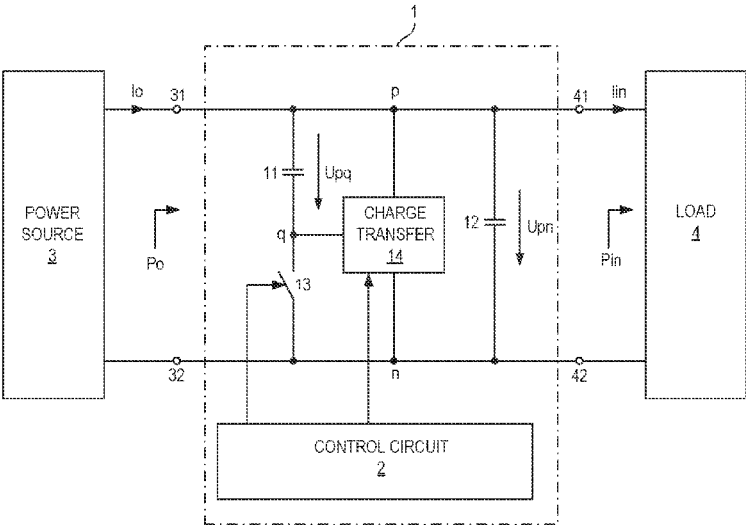 1
Io
31
p
41
Iin
11
Upq
POWER
SOURCE
3
Po
q
CHARGE
TRANSFER
14
12
Upn
LOAD
4
Pin
13
32
n
42
CONTROL CIRCUIT
2